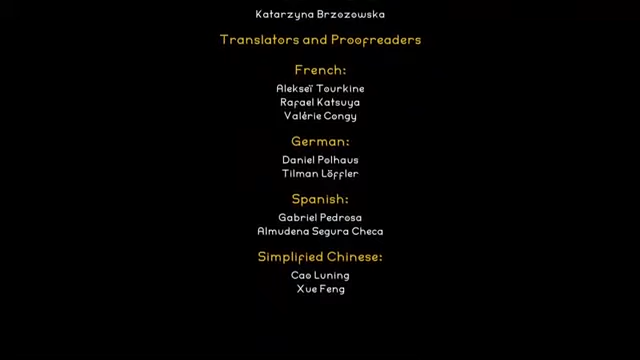 Katarzyna Brzozowska
Translators and Proofreaders
French:
Alekseï Tourkine
Rafael Katsuya
Valérie Congy
German:
Daniel Polhaus
Tilman Löffler
Spanish:
Gabriel Pedrosa
Almudena Segura Checa
Simplified Chinese:
Cao Luning
Xue Feng